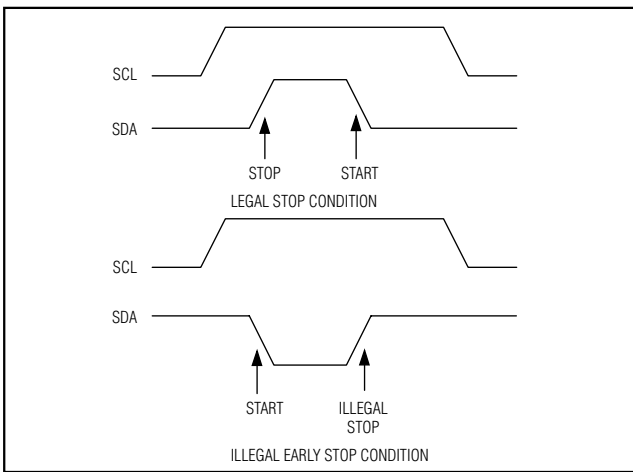 SCL
SDA
STOP START
LEGAL STOP CONDITION
SCL
SDA
START ILLEGAL
STOP
ILLEGAL EARLY STOP CONDITION